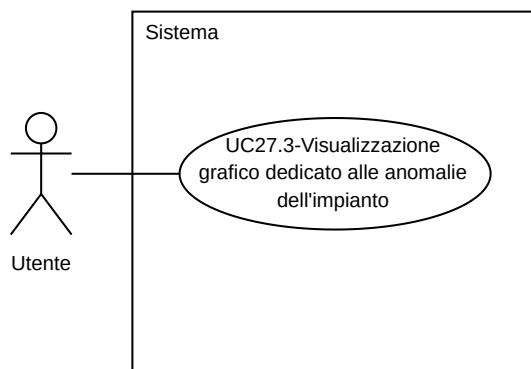 Sistema
UC27.3-Visualizzazione
grafico dedicato alle anomalie
dell'impianto
Utente